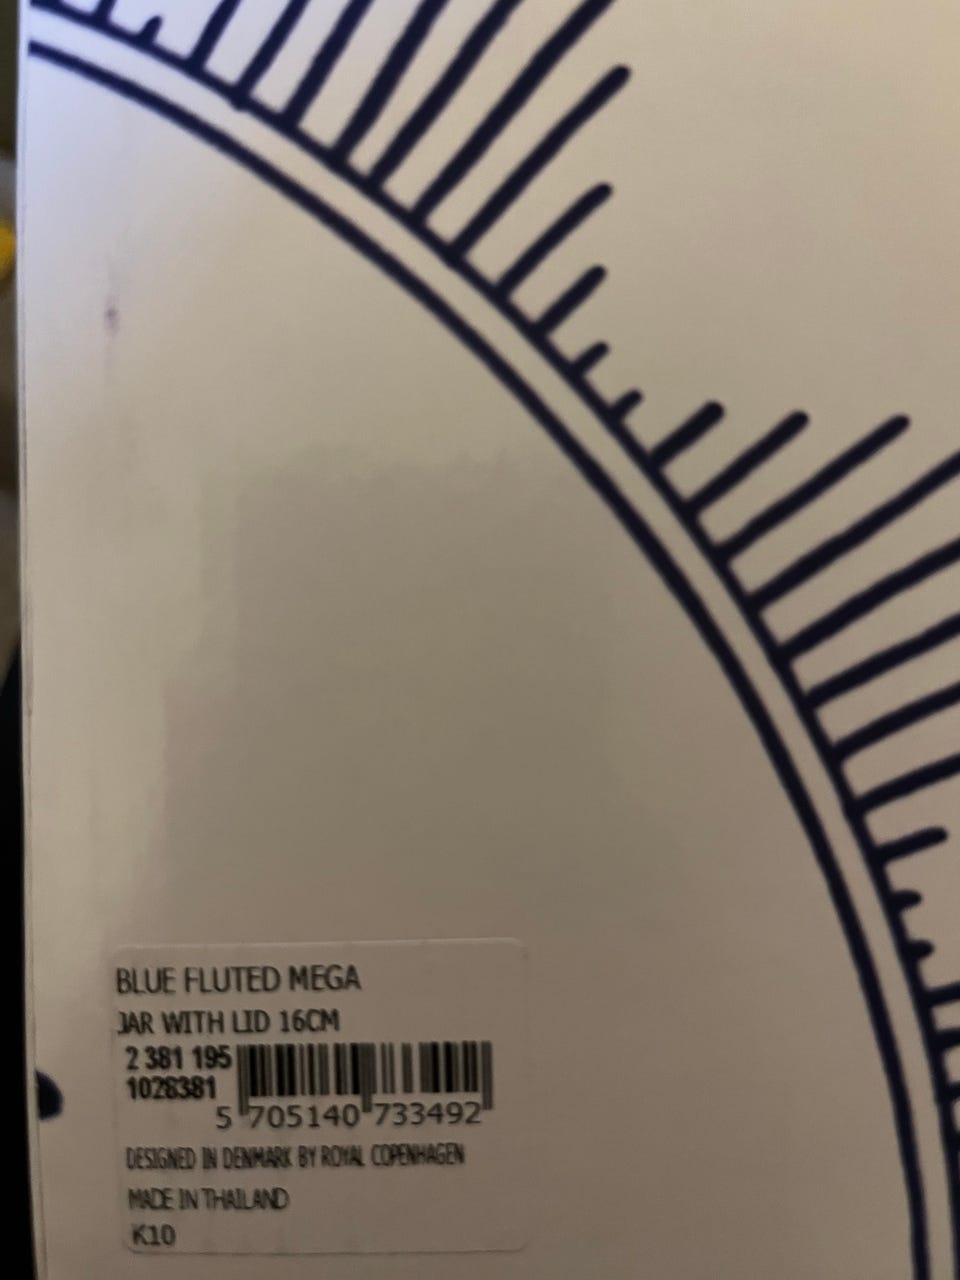 BLUE FLUTED MEGA
JAR WITH LID 16CM
2 381 195
1028381
5 705140 733492
DESIGNED IN DENMARK BY ROYAL COPENHAGEN
MADE IN THAILAND
K10